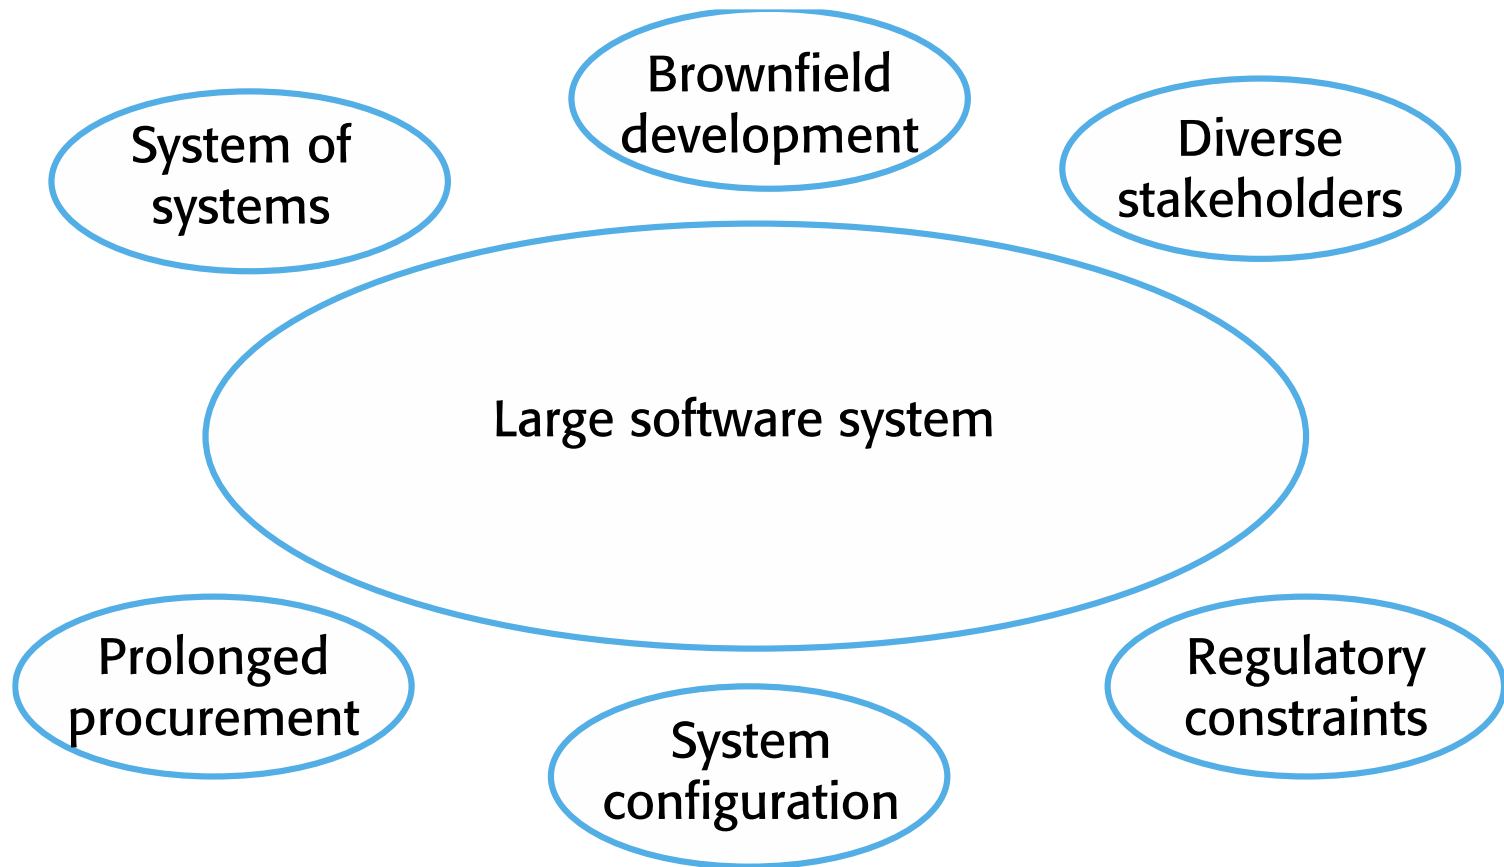 Brownfield
development
System of
systems
Diverse
stakeholders
Large software system
Prolonged
procurement
System
configuration
Regulatory
constraints